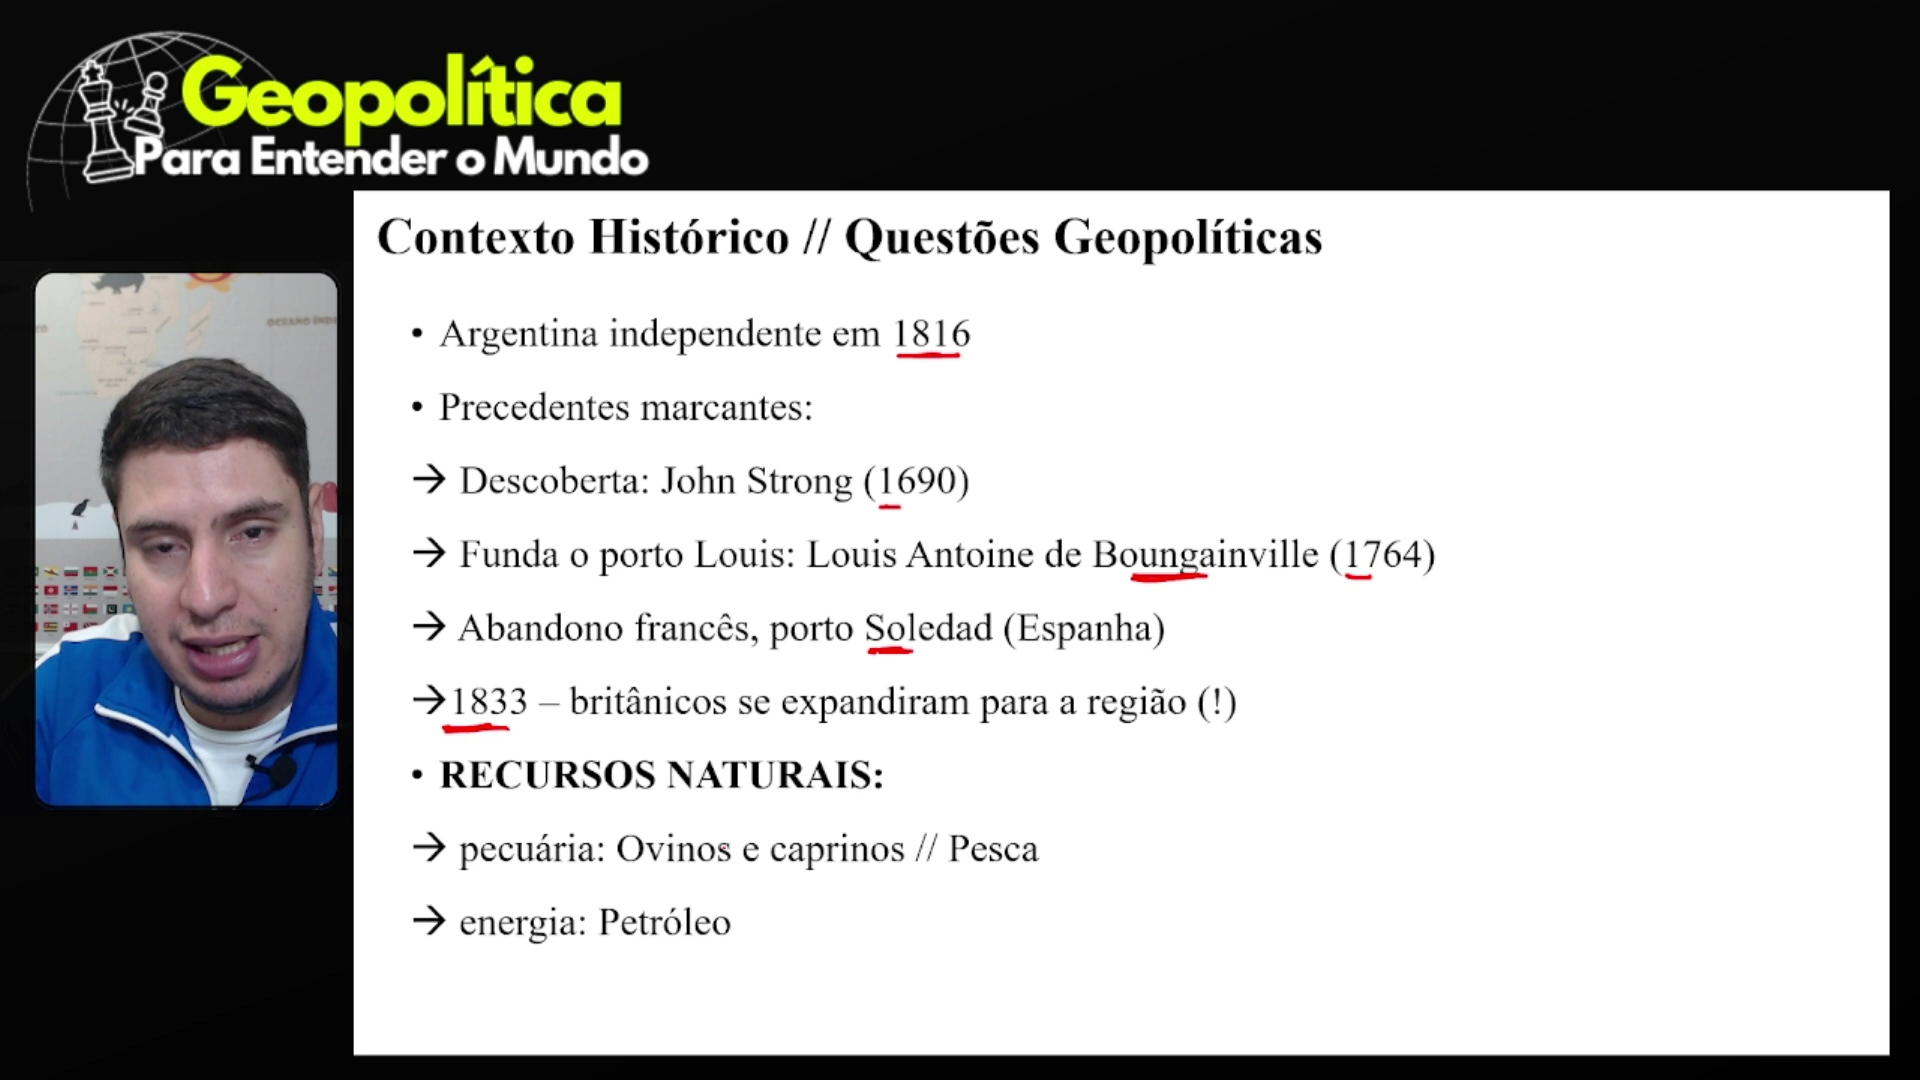 Geopolítica
Para Entender o Mundo
Contexto Histórico // Questões Geopolíticas
• Argentina independente em 1816
• Precedentes marcantes:
→ Descoberta: John Strong (1690)
→ Funda o porto Louis: Louis Antoine de Boungainville (1764)
→ Abandono francês, porto Soledad (Espanha)
→1833 – britânicos se expandiram para a região (!)
• RECURSOS NATURAIS:
→ pecuária: Ovinos e caprinos // Pesca
→ energia: Petróleo